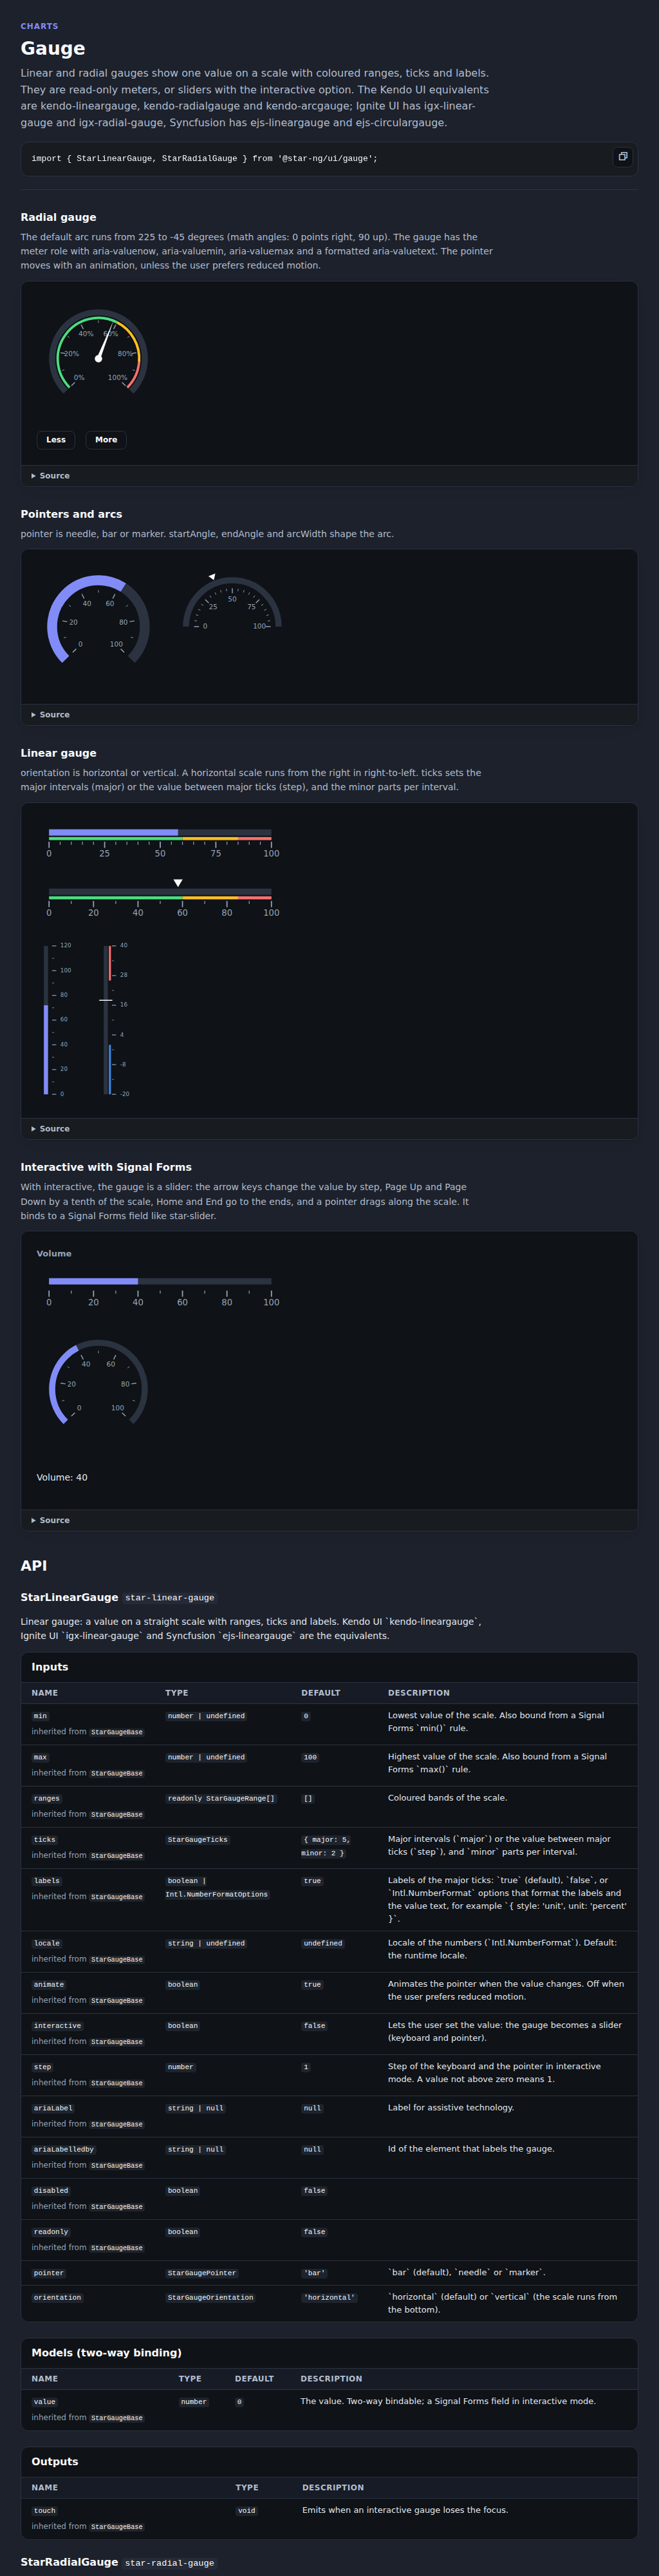 CHARTS
Gauge
Linear and radial gauges show one value on a scale with coloured ranges, ticks and labels.
They are read-only meters, or sliders with the interactive option. The Kendo UI equivalents
are kendo-lineargauge, kendo-radialgauge and kendo-arcgauge; Ignite UI has igx-linear-
gauge and igx-radial-gauge, Syncfusion has ejs-lineargauge and ejs-circulargauge.
import { StarLinearGauge, StarRadialGauge } from '@star-ng/ui/gauge';
Radial gauge
The default arc runs from 225 to -45 degrees (math angles: 0 points right, 90 up). The gauge has the
meter role with aria-valuenow, aria-valuemin, aria-valuemax and a formatted aria-valuetext. The pointer
moves with an animation, unless the user prefers reduced motion.
40% 60%
20% 80%
0% 100%
Less More
Source
Pointers and arcs
pointer is needle, bar or marker. startAngle, endAngle and arcWidth shape the arc.
40 60
20 80
0 100
50
25 75
0 100
Source
Linear gauge
orientation is horizontal or vertical. A horizontal scale runs from the right in right-to-left. ticks sets the
major intervals (major) or the value between major ticks (step), and the minor parts per interval.
0 25 50 75 100
0 20 40 60 80 100
120 40
100 28
80 16
60
40 4
20 -8
0 -20
Source
Interactive with Signal Forms
With interactive, the gauge is a slider: the arrow keys change the value by step, Page Up and Page
Down by a tenth of the scale, Home and End go to the ends, and a pointer drags along the scale. It
binds to a Signal Forms field like star-slider.
Volume
0 20 40 60 80 100
40 60
20 80
0 100
Volume: 40
Source
API
StarLinearGauge star-linear-gauge
Linear gauge: a value on a straight scale with ranges, ticks and labels. Kendo UI `kendo-lineargauge`,
Ignite UI `igx-linear-gauge` and Syncfusion `ejs-lineargauge` are the equivalents.
Inputs
NAME TYPE DEFAULT DESCRIPTION
min number | undefined 0 Lowest value of the scale. Also bound from a Signal
Forms `min()` rule.
inherited from StarGaugeBase
max number | undefined 100 Highest value of the scale. Also bound from a Signal
Forms `max()` rule.
inherited from StarGaugeBase
ranges readonly StarGaugeRange[] [] Coloured bands of the scale.
inherited from StarGaugeBase
ticks StarGaugeTicks { major: 5,
minor: 2 } Major intervals (`major`) or the value between major
ticks (`step`), and `minor` parts per interval.
inherited from StarGaugeBase
labels boolean |
Intl.NumberFormatOptions true Labels of the major ticks: `true` (default), `false`, or
`Intl.NumberFormat` options that format the labels and
the value text, for example `{ style: 'unit', unit: 'percent'
}`.
inherited from StarGaugeBase
locale string | undefined undefined Locale of the numbers (`Intl.NumberFormat`). Default:
the runtime locale.
inherited from StarGaugeBase
animate boolean true Animates the pointer when the value changes. Off when
the user prefers reduced motion.
inherited from StarGaugeBase
interactive boolean false Lets the user set the value: the gauge becomes a slider
(keyboard and pointer).
inherited from StarGaugeBase
step number 1 Step of the keyboard and the pointer in interactive
mode. A value not above zero means 1.
inherited from StarGaugeBase
ariaLabel string | null null Label for assistive technology.
inherited from StarGaugeBase
ariaLabelledby string | null null Id of the element that labels the gauge.
inherited from StarGaugeBase
disabled boolean false
inherited from StarGaugeBase
readonly boolean false
inherited from StarGaugeBase
pointer StarGaugePointer 'bar' `bar` (default), `needle` or `marker`.
orientation StarGaugeOrientation 'horizontal' `horizontal` (default) or `vertical` (the scale runs from
the bottom).
Models (two-way binding)
NAME TYPE DEFAULT DESCRIPTION
value number 0 The value. Two-way bindable; a Signal Forms field in interactive mode.
inherited from StarGaugeBase
Outputs
NAME TYPE DESCRIPTION
touch void Emits when an interactive gauge loses the focus.
inherited from StarGaugeBase
StarRadialGauge star-radial-gauge